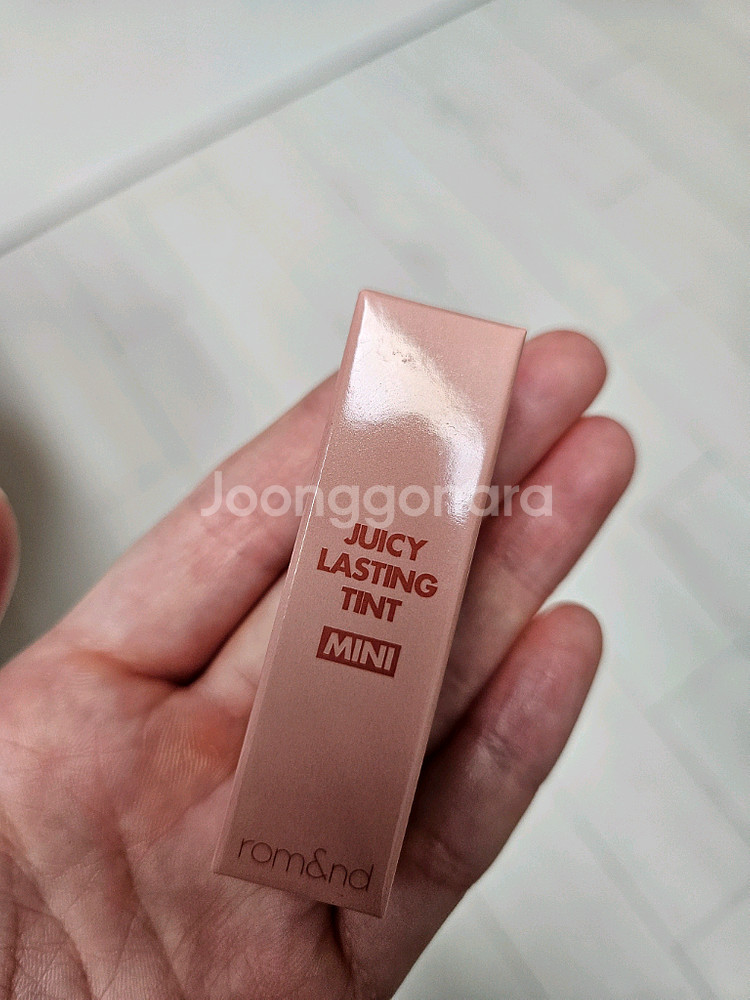 Joonggonara
JUICY
LASTING
TINT
MINI
rom&nd